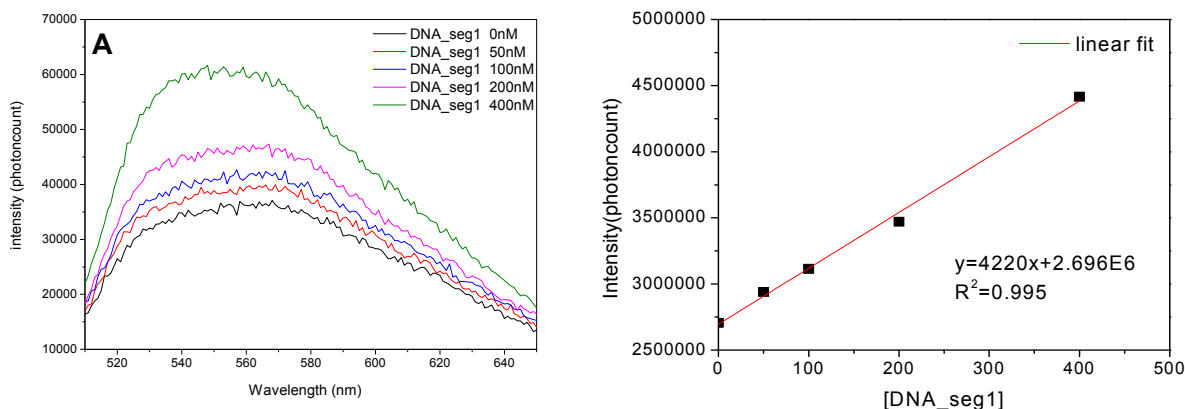 A
DNA_seg1 0nM
DNA_seg1 50nM
DNA_seg1 100nM
DNA_seg1 200nM
DNA_seg1 400nM
70000
60000
50000
40000
30000
20000
10000
intensity (photoncount)
520 540 560 580 600 620 640
Wavelength (nm)
linear fit
5000000
4500000
4000000
3500000
3000000
2500000
Intensity(photoncount)
y=4220x+2.696E6
R²=0.995
0 100 200 300 400 500
[DNA_seg1]